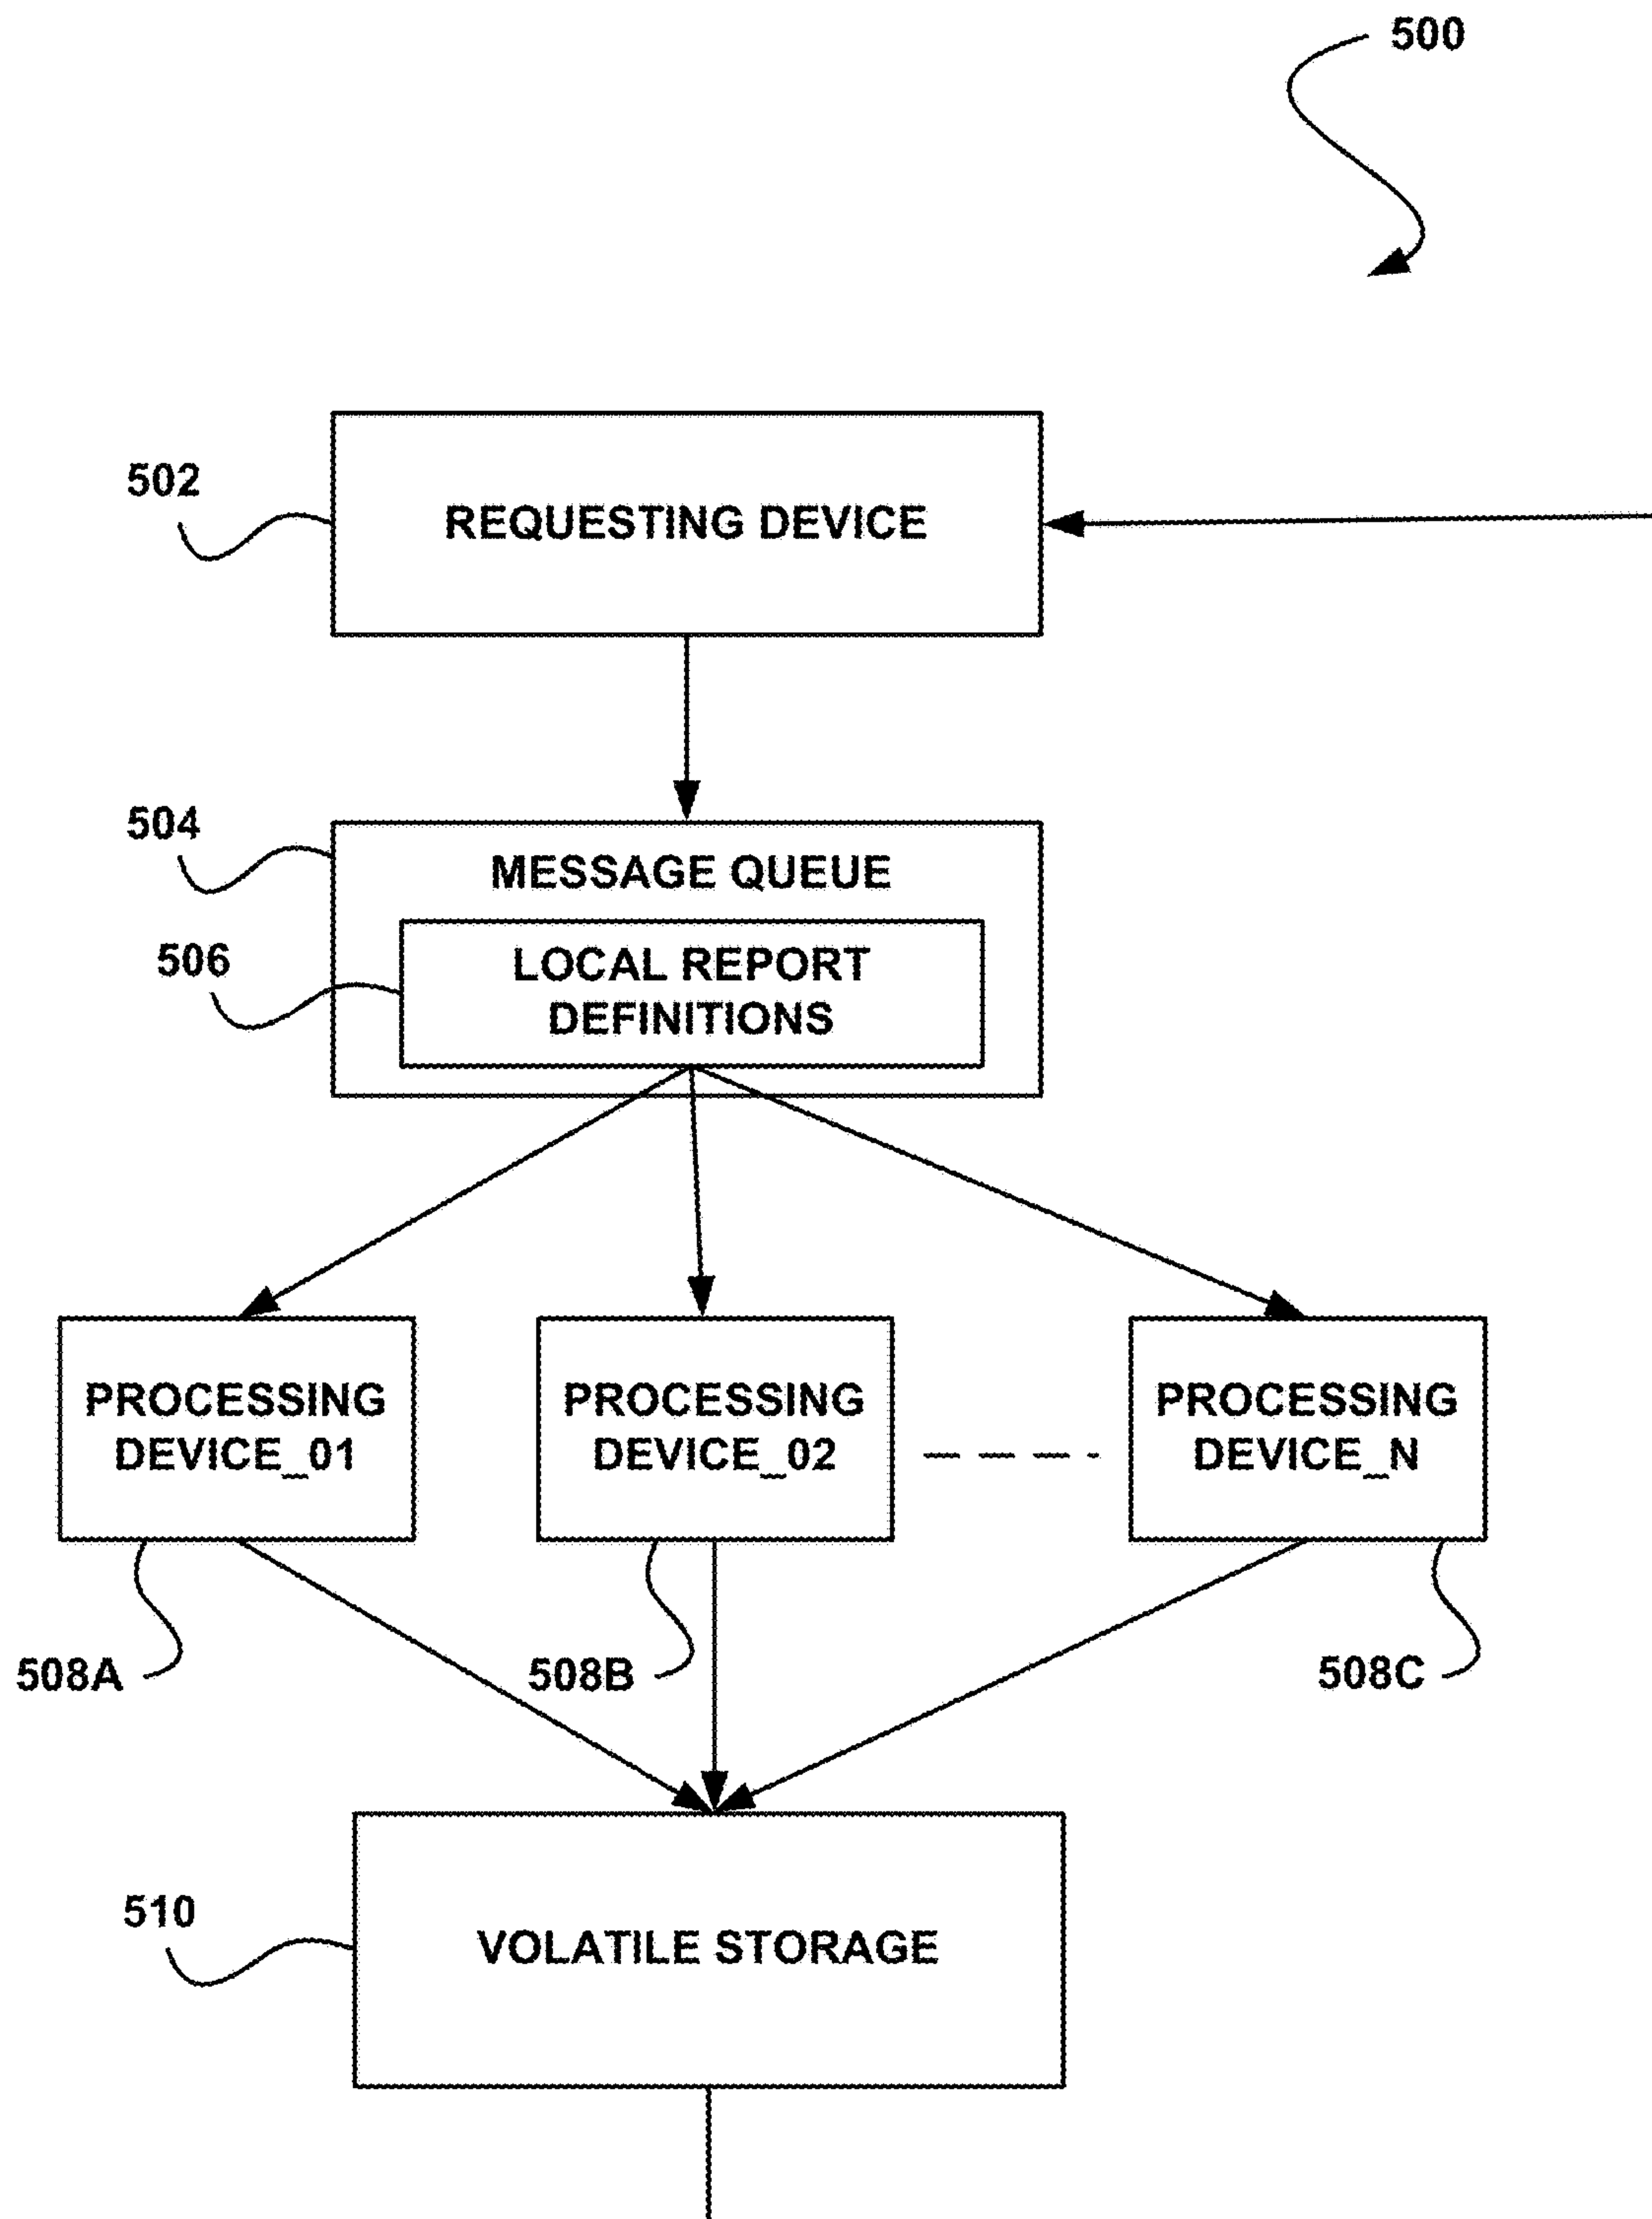 500
502
REQUESTING DEVICE
504
MESSAGE QUEUE
506
LOCAL REPORT
DEFINITIONS
PROCESSING
DEVICE_01
PROCESSING
DEVICE_02
PROCESSING
DEVICE_N
508A
508B
508C
510
VOLATILE STORAGE